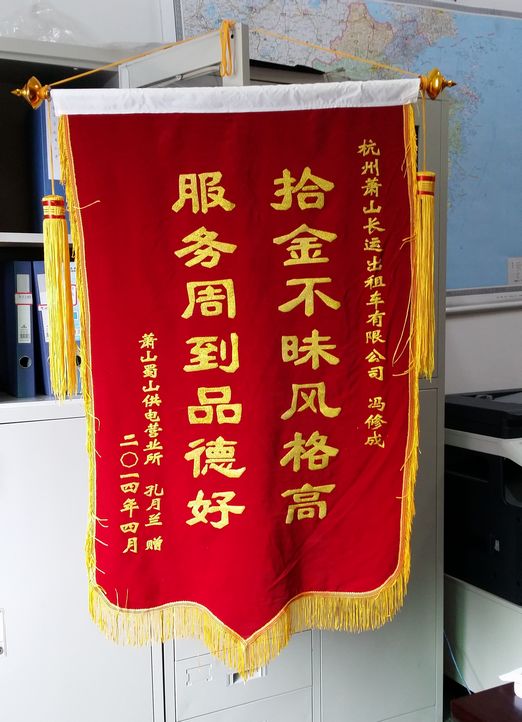 杭州萧山长运出租车有限公司 冯修成
拾金不昧风格高
服务周到品德好
萧山蜀山供电营业所 孔月兰 赠
二〇一四年四月